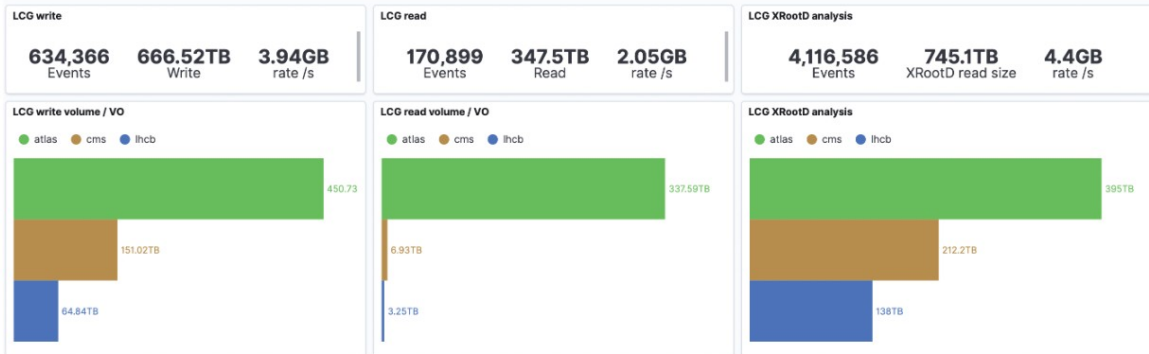 LCG write
634,366 666.52TB 3.94GB
Events Write rate /s
LCG read
170,899 347.5TB 2.05GB
Events Read rate /s
LCG XRootD analysis
4,116,586 745.1TB 4.4GB
Events XRootD read size rate /s
LCG write volume / VO
atlas cms lhcb
450.73
151.02TB
64.84TB
LCG read volume / VO
atlas cms lhcb
337.59TB
6.93TB
3.25TB
LCG XRootD analysis
atlas cms lhcb
395TB
212.2TB
138TB